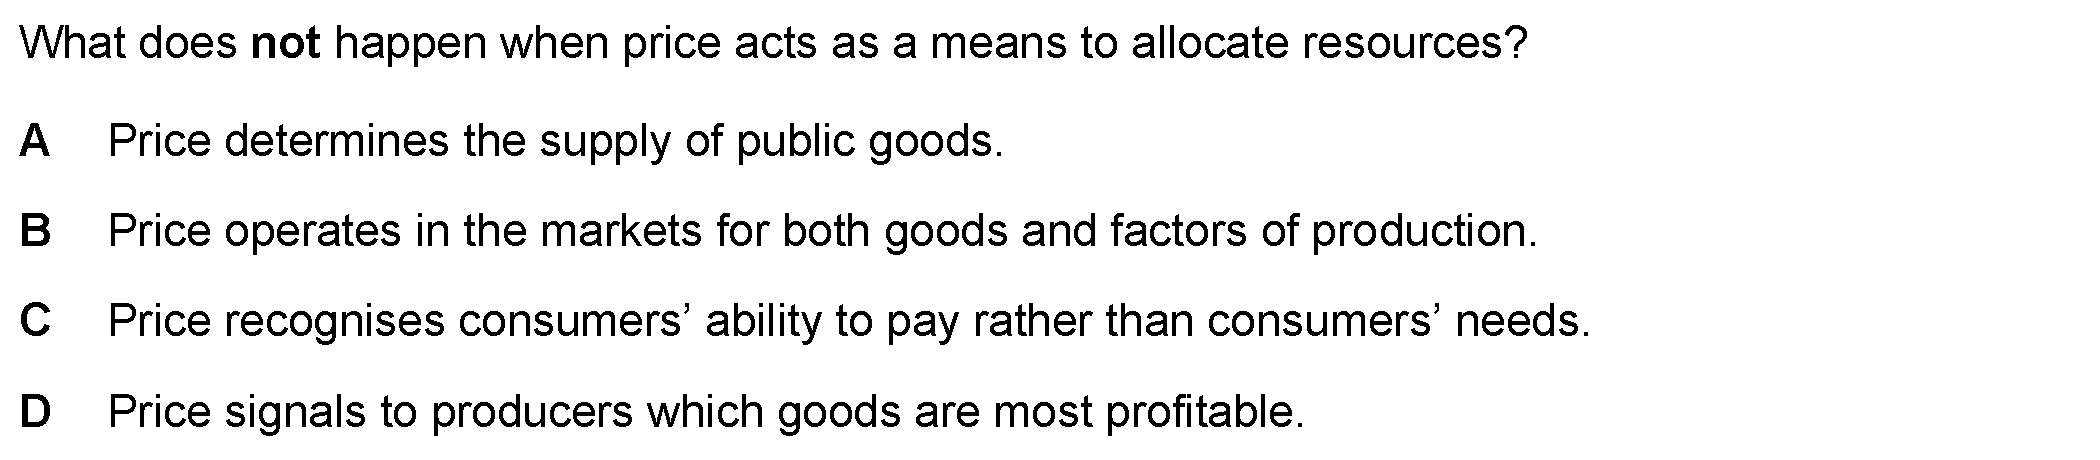 What does not happen when price acts as a means to allocate resources?
A Price determines the supply of public goods.
B Price operates in the markets for both goods and factors of production.
C Price recognises consumers’ ability to pay rather than consumers’ needs.
D Price signals to producers which goods are most profitable.